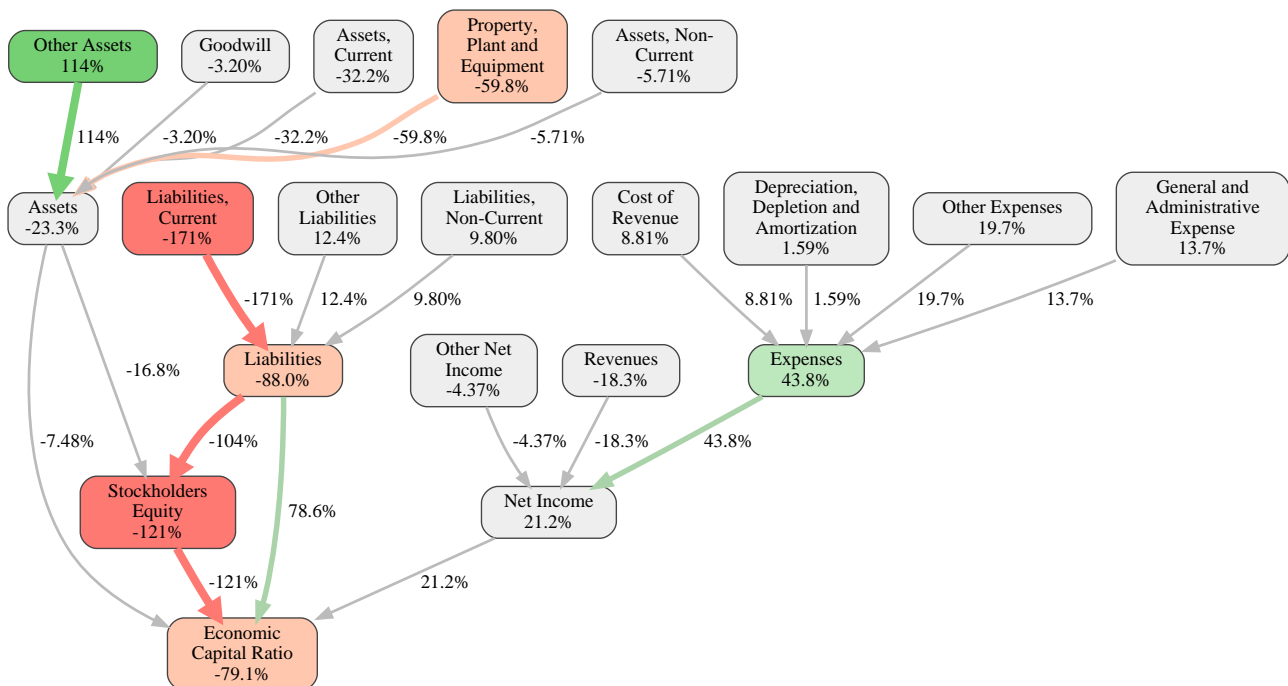 Other Assets
114%
Goodwill
-3.20%
Assets,
Current
-32.2%
Property,
Plant and
Equipment
-59.8%
Assets, Non-
Current
-5.71%
114%
-3.20%
-32.2%
-59.8%
-5.71%
Assets
-23.3%
Liabilities,
Current
-171%
Other
Liabilities
12.4%
Liabilities,
Non-Current
9.80%
Cost of
Revenue
8.81%
Depreciation,
Depletion and
Amortization
1.59%
Other Expenses
19.7%
General and
Administrative
Expense
13.7%
-171%
12.4%
9.80%
8.81%
1.59%
19.7%
13.7%
-16.8%
Liabilities
-88.0%
Other Net
Income
-4.37%
Revenues
-18.3%
Expenses
43.8%
-7.48%
-104%
-4.37%
-18.3%
43.8%
Stockholders
Equity
-121%
78.6%
Net Income
21.2%
-121%
21.2%
Economic
Capital Ratio
-79.1%